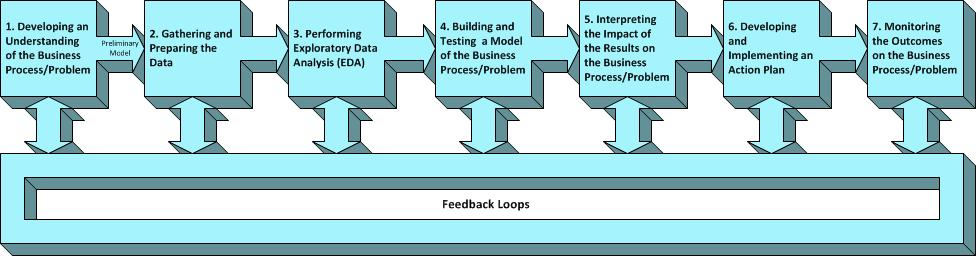 1. Developing an
Understanding
of the Business
Process/Problem
Preliminary
Model
2. Gathering and
Preparing the
Data
3. Performing
Exploratory Data
Analysis (EDA)
4. Building and
Testing a Model
of the Business
Process/Problem
5. Interpreting
the Impact of
the Results on
the Business
Process/Problem
6. Developing
and
Implementing an
Action Plan
7. Monitoring
the Outcomes
on the Business
Process/Problem
Feedback Loops